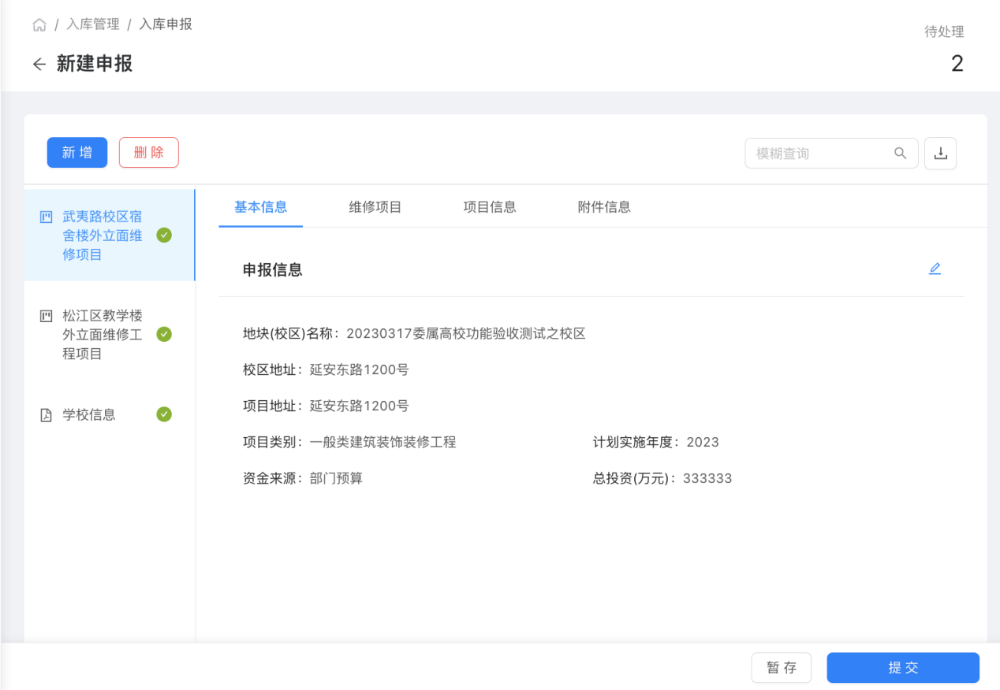 / 入库管理 / 入库申报
待处理
新建申报
2
新 增
删 除
模糊查询
武夷路校区宿
舍楼外立面维
修项目
松江区教学楼
外立面维修工
程项目
学校信息
基本信息 维修项目 项目信息 附件信息
申报信息
地块(校区)名称：20230317委属高校功能验收测试之校区
校区地址：延安东路1200号
项目地址：延安东路1200号
项目类别：一般类建筑装饰装修工程 计划实施年度：2023
资金来源：部门预算 总投资(万元)：333333
暂 存
提 交